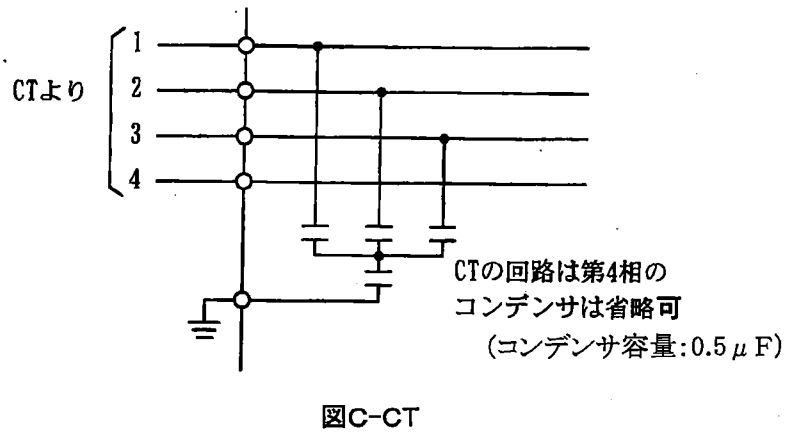 1
CTより 2
3
4
CTの回路は第4相の
コンデンサは省略可
(コンデンサ容量:0.5μF)
図C-CT